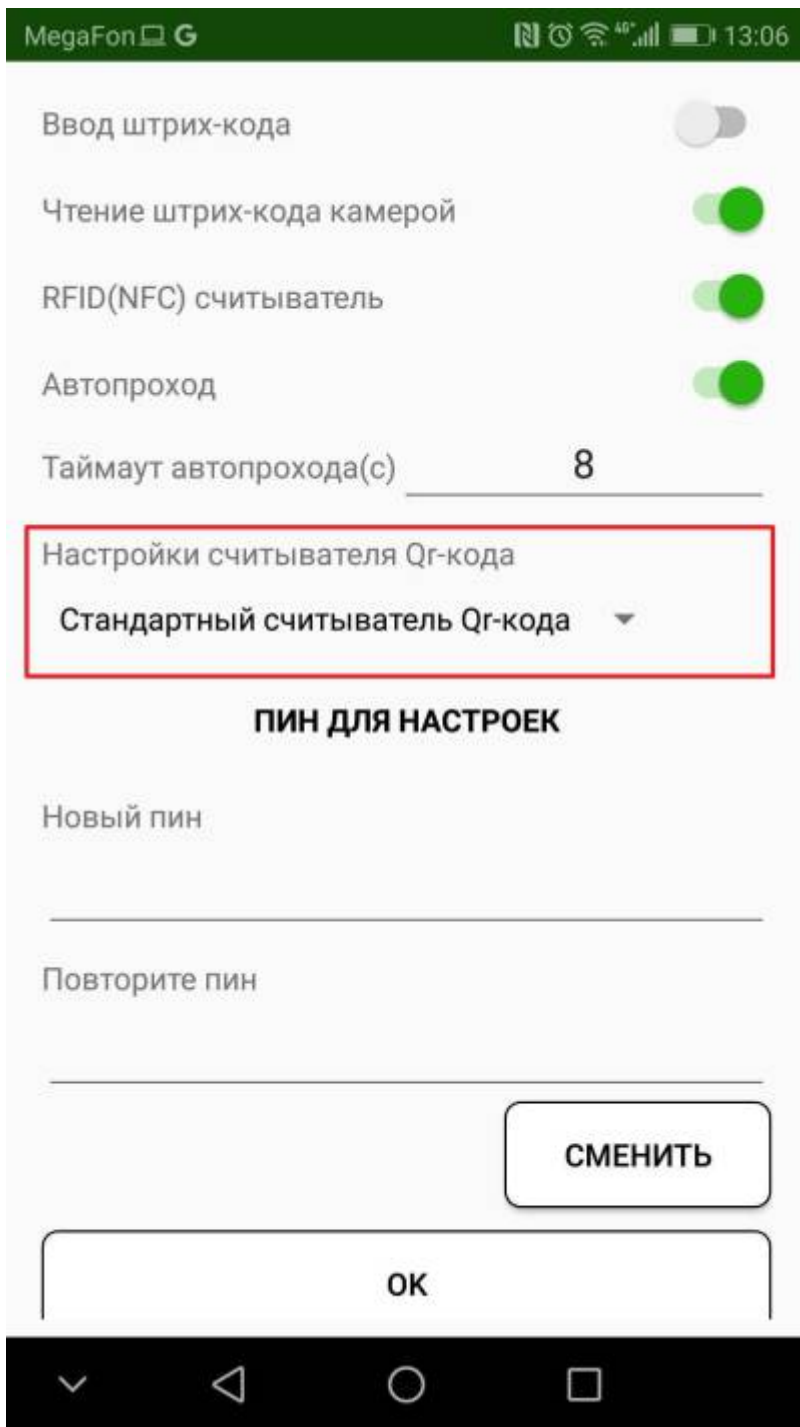 MegaFon G 13:06
Ввод штрих-кода
Чтение штрих-кода камерой
RFID(NFC) считыватель
Автопроход
Таймаут автопрохода(с) 8
Настройки считывателя Qr-кода
Стандартный считыватель Qr-кода
ПИН ДЛЯ НАСТРОЕК
Новый пин
Повторите пин
СМЕНИТЬ
ОК